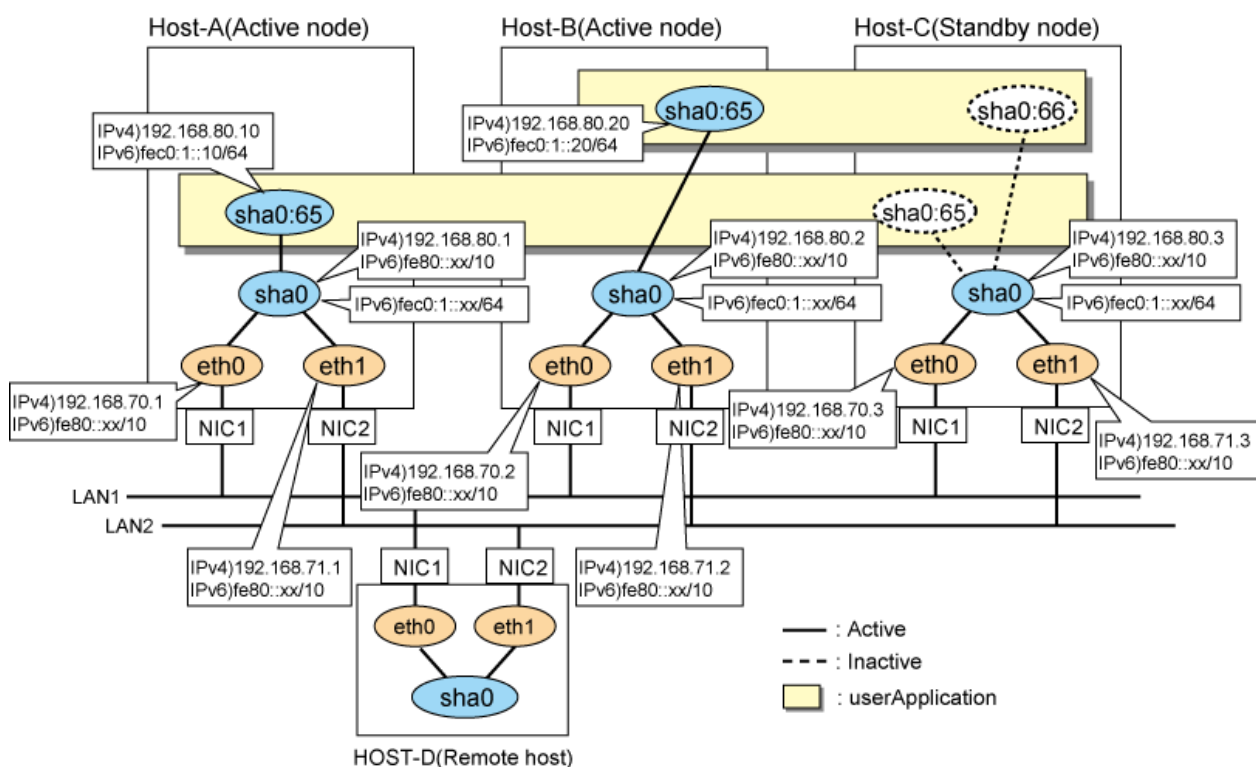 Host-A(Active node)
Host-B(Active node)
Host-C(Standby node)
sha0:65
sha0:66
IPv4)192.168.80.10
IPv6)fec0:1::10/64
IPv4)192.168.80.20
IPv6)fec0:1::20/64
sha0:65
sha0:65
IPv4)192.168.80.1
IPv6)fe80::xx/10
IPv4)192.168.80.2
IPv6)fe80::xx/10
IPv4)192.168.80.3
IPv6)fe80::xx/10
sha0
IPv6)fec0:1::xx/64
sha0
IPv6)fec0:1::xx/64
sha0
IPv6)fec0:1::xx/64
eth0
eth1
eth0
eth1
eth0
eth1
IPv4)192.168.70.1
IPv6)fe80::xx/10
NIC1
NIC2
NIC1
NIC2
IPv4)192.168.70.3
IPv6)fe80::xx/10
NIC1
NIC2
IPv4)192.168.71.3
IPv6)fe80::xx/10
IPv4)192.168.70.2
IPv6)fe80::xx/10
LAN1
LAN2
IPv4)192.168.71.1
IPv6)fe80::xx/10
NIC1
NIC2
IPv4)192.168.71.2
IPv6)fe80::xx/10
eth0
eth1
sha0
HOST-D(Remote host)
: Active
: Inactive
: userApplication